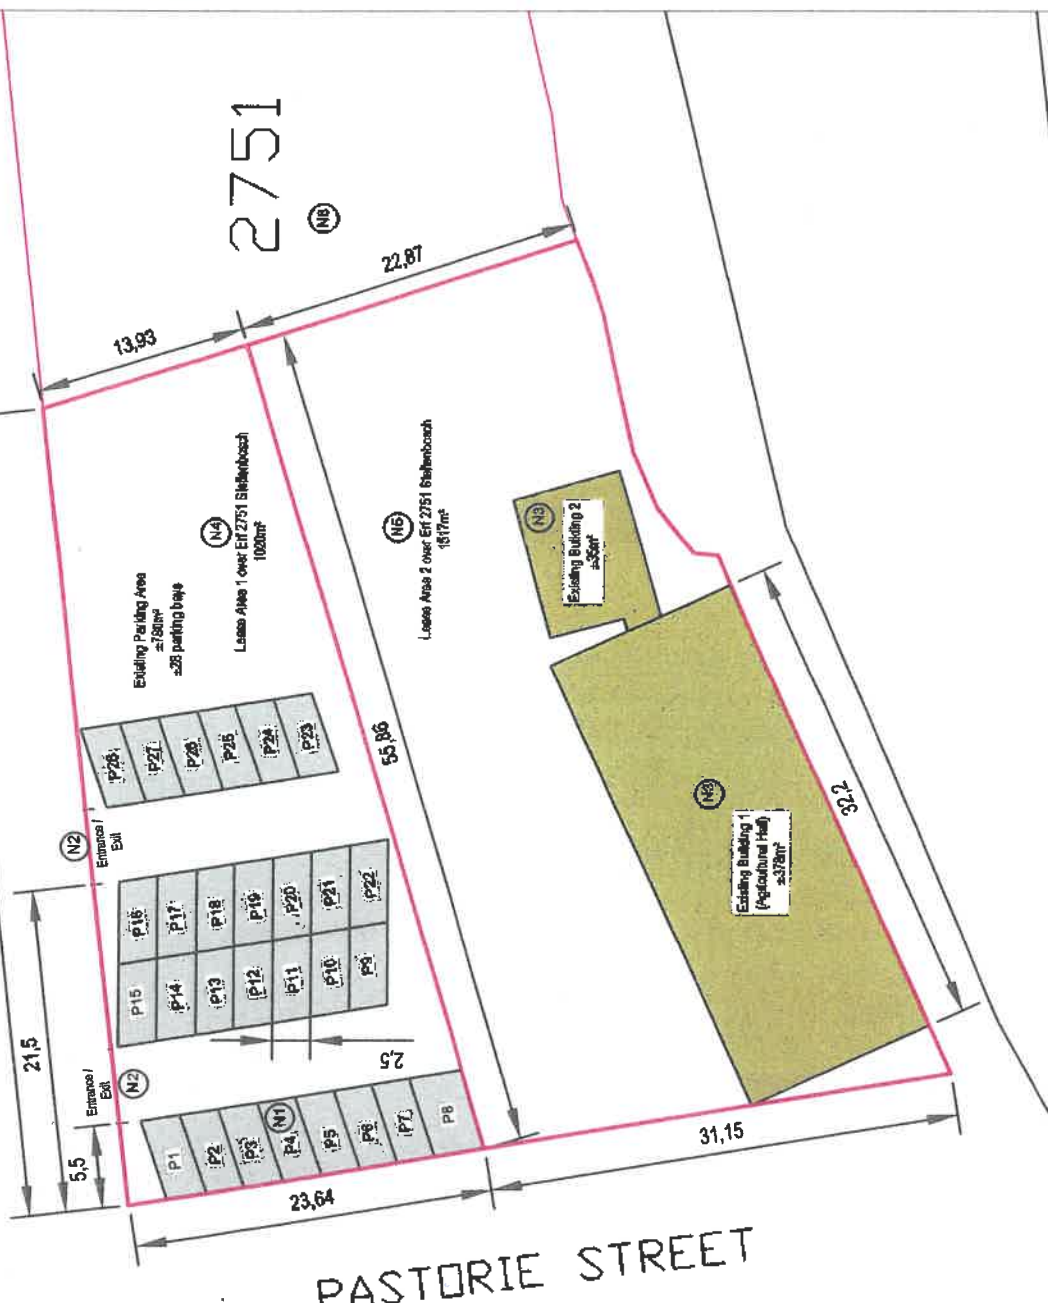 2751
N6
22,87
13,93
N4
Lease Area 1 over Erf 2751 Stellenbosch
1020m²
N5
Lease Area 2 over Erf 2751 Stellenbosch
1517m²
Existing Parking Area
±780m²
±28 parking bays
N3
Existing Building 2
±35m²
P28
P27
P26
P25
P24
P23
55,86
N2
Entrance /
Exit
N3
Existing Building 1
(Agricultural Hall)
±378m²
32,2
P16
P17
P18
P19
P20
P21
P22
P15
P14
P13
P12
P11
P10
P9
21,5
2,5
Entrance /
Exit
N2
5,5
P1
P2
P3
P4
N1
P5
P6
P7
P8
31,15
23,64
PASTORIE STREET